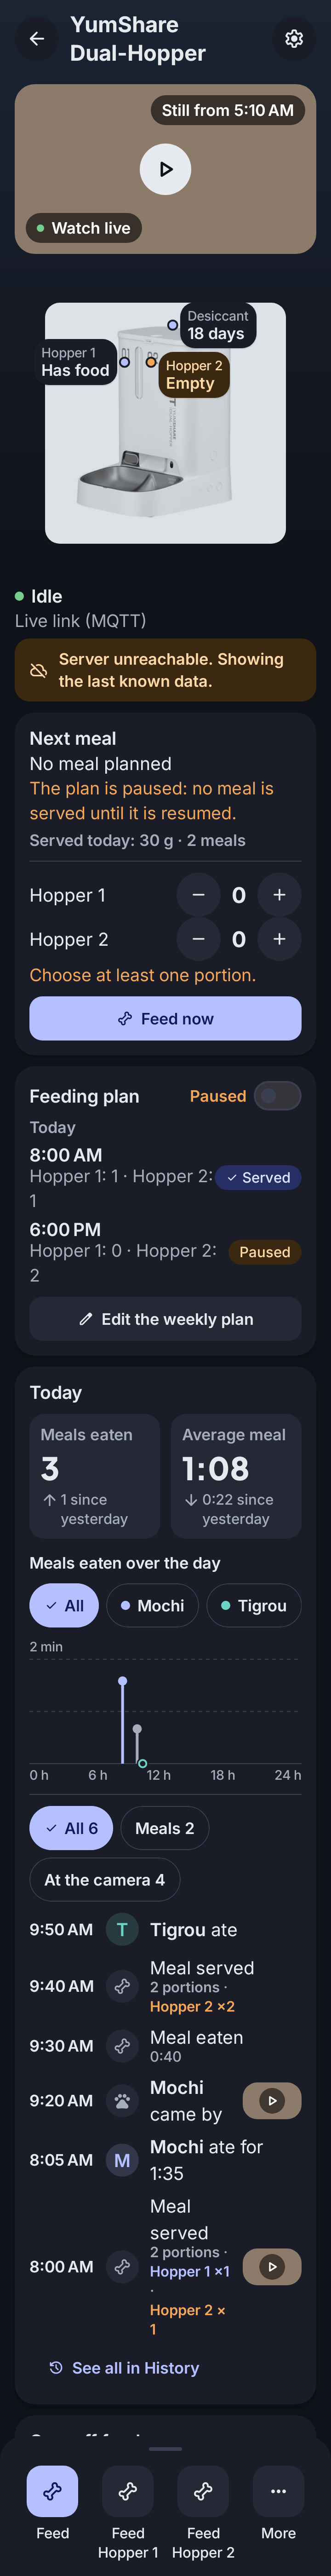 YumShare
Dual-Hopper
Still from 5:10 AM
Watch live
Desiccant
18 days
Hopper 1
Has food
Hopper 2
Empty
Idle
Live link (MQTT)
Server unreachable. Showing
the last known data.
Next meal
No meal planned
The plan is paused: no meal is
served until it is resumed.
Served today: 30 g · 2 meals
Hopper 1
− 0 +
Hopper 2
− 0 +
Choose at least one portion.
Feed now
Feeding plan
Paused
Today
8:00 AM
Hopper 1: 1 · Hopper 2:
1
Served
6:00 PM
Hopper 1: 0 · Hopper 2:
2
Paused
Edit the weekly plan
Today
Meals eaten
3
1 since
yesterday
Average meal
1:08
0:22 since
yesterday
Meals eaten over the day
All
Mochi
Tigrou
2 min
0 h 6 h 12 h 18 h 24 h
All 6
Meals 2
At the camera 4
9:50 AM
T
Tigrou ate
9:40 AM
Meal served
2 portions ·
Hopper 2 ×2
9:30 AM
Meal eaten
0:40
9:20 AM
Mochi
came by
8:05 AM
M
Mochi ate for
1:35
8:00 AM
Meal
served
2 portions ·
Hopper 1 ×1
·
Hopper 2 ×
1
See all in History
Feed
Feed
Hopper 1
Feed
Hopper 2
More